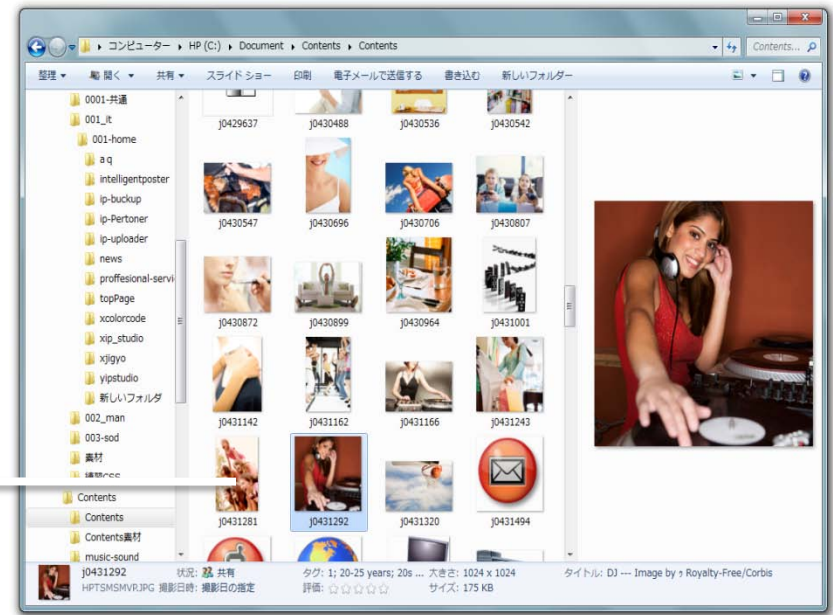 コンピューター ▸ HP (C:) ▸ Document ▸ Contents ▸ Contents
Contents...
整理 開く 共有 スライド ショー 印刷 電子メールで送信する 書き込む 新しいフォルダー
0001-共通
001_it
001-home
a q
intelligentposter
ip-buckup
ip-Pertoner
ip-uploader
news
proffesional-servi
topPage
xcolorcode
xip_studio
xjigyo
yipstudio
新しいフォルダ
002_man
003-sod
素材
Contents
Contents
Contents素材
music-sound
j0429637 j0430488 j0430536 j0430542
j0430547 j0430696 j0430706 j0430807
j0430872 j0430899 j0430964 j0431001
j0431142 j0431162 j0431166 j0431243
j0431281 j0431292 j0431320 j0431494
j0431292 状況: 共有 タグ: 1; 20-25 years; 20s ... 大きさ: 1024 x 1024 タイトル: DJ --- Image by ? Royalty-Free/Corbis
HPTSMSMVP.JPG 撮影日時: 撮影日の指定 評価: ☆☆☆☆☆ サイズ: 175 KB